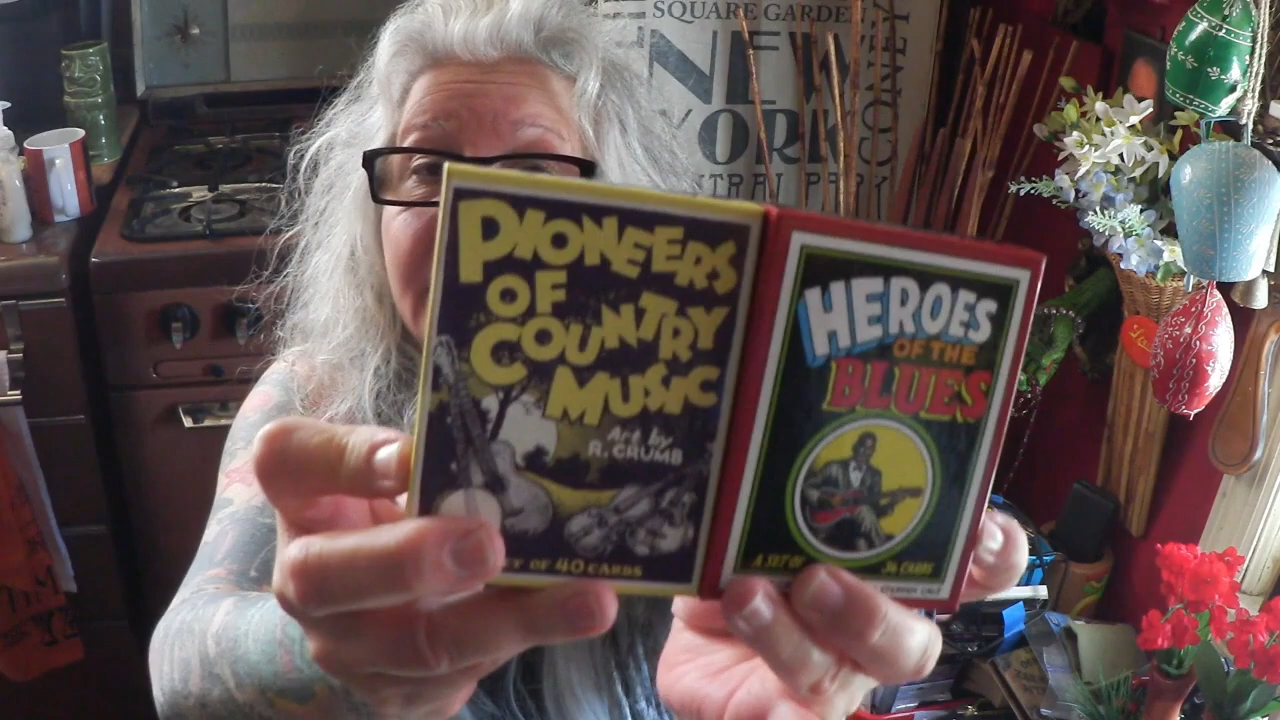 SQUARE GARDEN
NEW
YORK
CONEY
PIONEERS
OF
COUNTRY
MUSIC
Art by
R. CRUMB
OF 40 CARDS
HEROES
OF THE
BLUES
A SET OF
36 CARDS